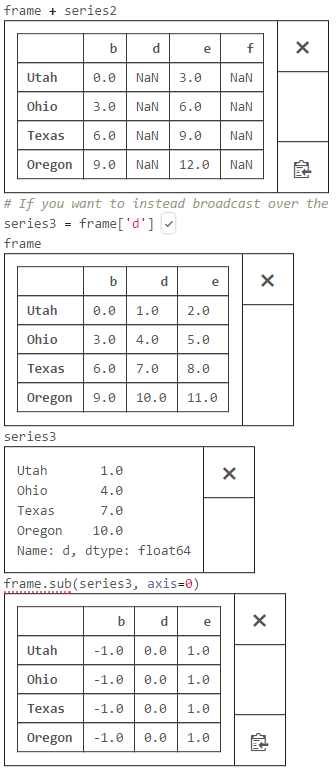 frame + series2
b d e f
Utah 0.0 NaN 3.0 NaN
Ohio 3.0 NaN 6.0 NaN
Texas 6.0 NaN 9.0 NaN
Oregon 9.0 NaN 12.0 NaN
# If you want to instead broadcast over the
series3 = frame['d']
frame
b d e
Utah 0.0 1.0 2.0
Ohio 3.0 4.0 5.0
Texas 6.0 7.0 8.0
Oregon 9.0 10.0 11.0
series3
Utah 1.0
Ohio 4.0
Texas 7.0
Oregon 10.0
Name: d, dtype: float64
frame.sub(series3, axis=0)
b d e
Utah -1.0 0.0 1.0
Ohio -1.0 0.0 1.0
Texas -1.0 0.0 1.0
Oregon -1.0 0.0 1.0